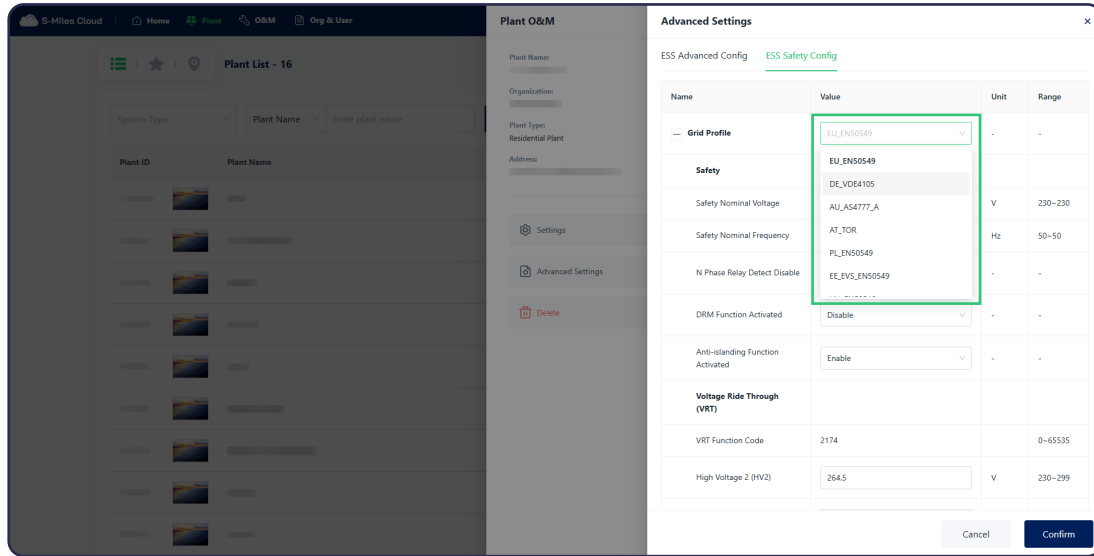 S-Miles Cloud Home Plant O&M Org & User
Plant List - 16
System Type Plant Name Enter plant name
Plant ID Plant Name
Plant O&M
Plant Name:
Organization:
Plant Type:
Residential Plant
Address:
Settings
Advanced Settings
Delete
Advanced Settings ×
ESS Advanced Config ESS Safety Config
Name Value Unit Range
Grid Profile EU_EN50549 - -
EU_EN50549
DE_VDE4105
AU_AS4777_A
AT_TOR
PL_EN50549
EE_EVS_EN50549
Safety
Safety Nominal Voltage V 230~230
Safety Nominal Frequency Hz 50~50
N Phase Relay Detect Disable - -
DRM Function Activated Disable - -
Anti-islanding Function
Activated Enable - -
Voltage Ride Through
(VRT)
VRT Function Code 2174 0~65535
High Voltage 2 (HV2) 264.5 V 230~299
Cancel Confirm